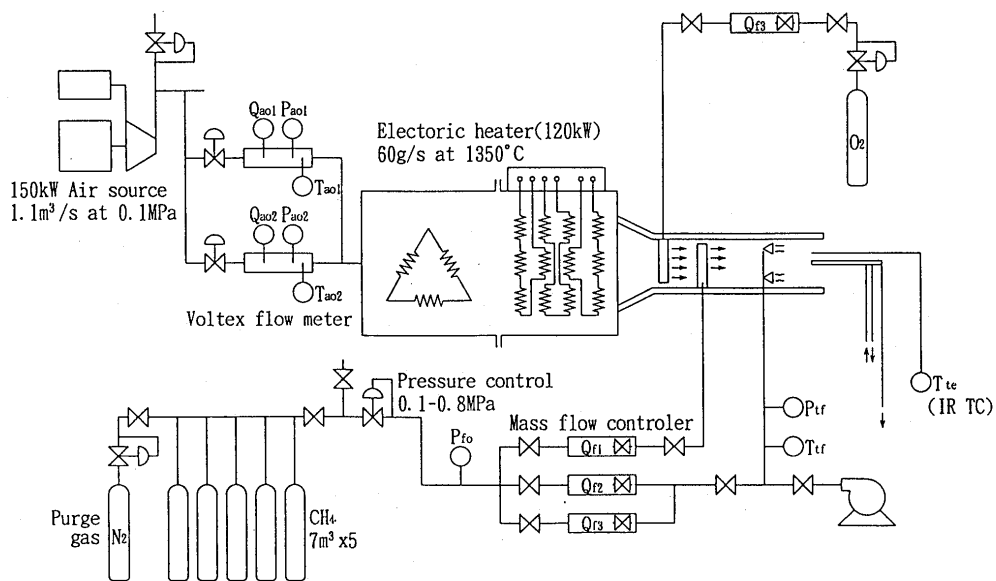 Qf3
O2
Qao1 Pao1
Tao1
150kW Air source
1.1m³/s at 0.1MPa
Qao2 Pao2
Tao2
Voltex flow meter
Electoric heater(120kW)
60g/s at 1350°C
Tte
(IR TC)
Pressure control
0.1-0.8MPa
Mass flow controler
Pfo
Qf1
Qf2
Qf3
Ptf
Ttf
Purge
gas
N2
CH4
7m³x5